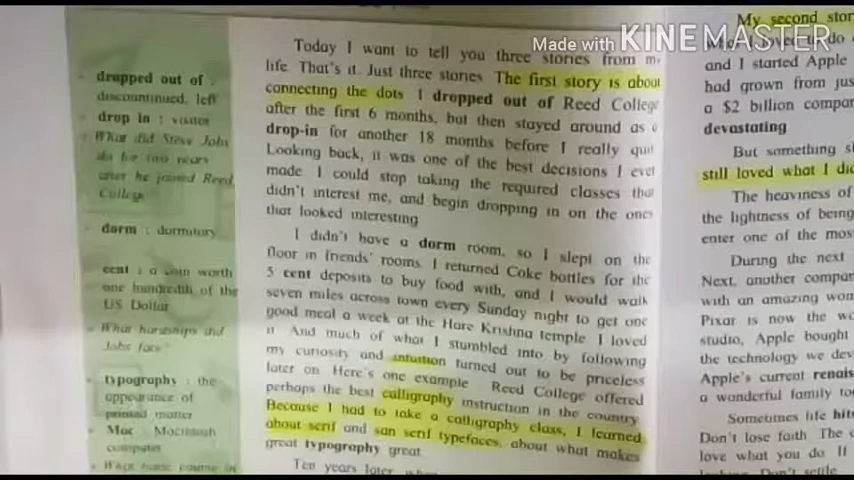 Made with KINEMASTER
dropped out of :
discountinued, left
drop in : visitor
What did Steve Jobs
do for two years
after he joined Reed
College
dorm : dormitory
cent : a coin worth
one hundredth of the
US Dollar
What hardships did
Jobs face?
typography : the
appearance of
printed matter
Mac : Macintosh
computer
What course in
Today I want to tell you three stories from my
life. That's it. Just three stories. The first story is about
connecting the dots. I dropped out of Reed College
after the first 6 months, but then stayed around as a
drop-in for another 18 months before I really quit
Looking back, it was one of the best decisions I ever
made I could stop taking the required classes that
didn't interest me, and begin dropping in on the ones
that looked interesting
I didn't have a dorm room, so I slept on the
floor in friends' rooms. I returned Coke bottles for the
5 cent deposits to buy food with, and I would walk
seven miles across town every Sunday night to get one
good meal a week at the Hare Krishna temple. I loved
it And much of what I stumbled into by following
my curiosity and intuition turned out to be priceless
later on Here's one example Reed College offered
perhaps the best calligraphy instruction in the country
Because I had to take a calligraphy class, I learned
about serif and san serif typefaces, about what makes
great typography great.
Ten years later,
My second stor
and I started Apple
had grown from jus
a $2 billion compa
devastating
But something s
still loved what I di
The heaviness of
the lightness of being
enter one of the mos
During the next
Next, another compa
with an amazing wo
Pixar is now the w
studio, Apple bought
the technology we dev
Apple's current renais
a wonderful family to
Sometimes life hit
Don't lose faith The
love what you do If
Don't settle